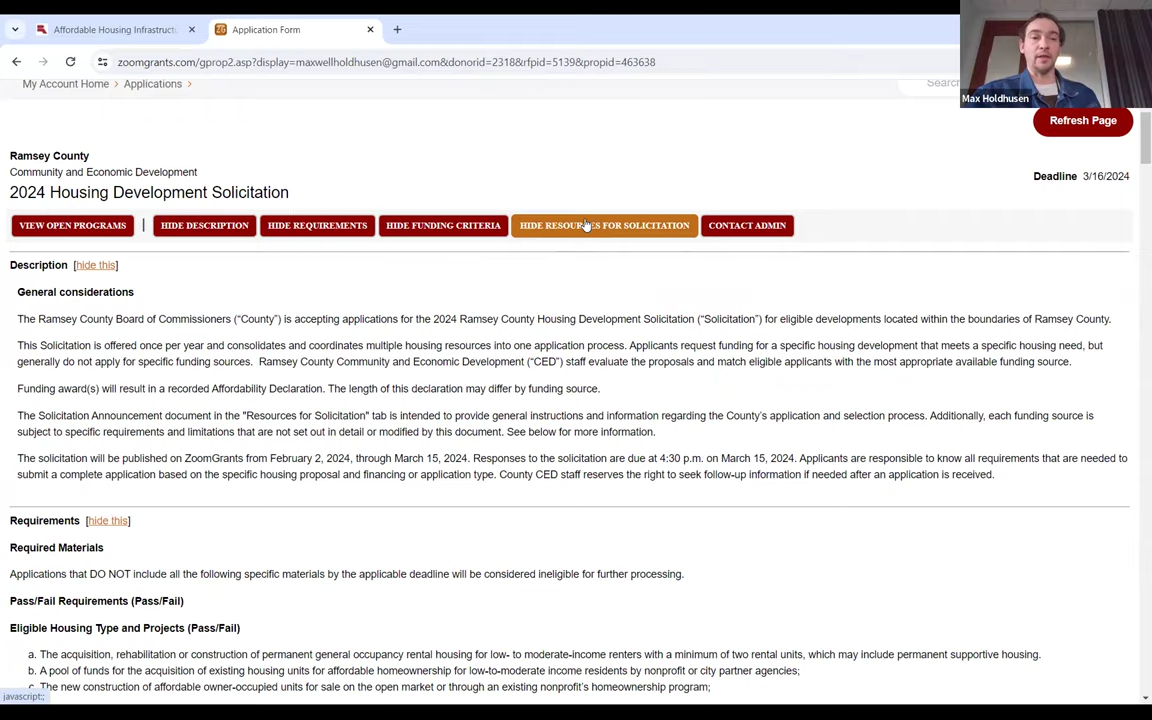 Affordable Housing Infrastructu
Application Form
zoomgrants.com/gprop2.asp?display=maxwellholdhusen@gmail.com&donorid=2318&rfpid=5139&propid=463638
Max Holdhusen
My Account Home > Applications >
Search
Refresh Page
Ramsey County
Community and Economic Development
Deadline 3/16/2024
2024 Housing Development Solicitation
VIEW OPEN PROGRAMS | HIDE DESCRIPTION HIDE REQUIREMENTS HIDE FUNDING CRITERIA HIDE RESOURCES FOR SOLICITATION CONTACT ADMIN
Description [hide this]
General considerations
The Ramsey County Board of Commissioners ("County") is accepting applications for the 2024 Ramsey County Housing Development Solicitation ("Solicitation") for eligible developments located within the boundaries of Ramsey County.
This Solicitation is offered once per year and consolidates and coordinates multiple housing resources into one application process. Applicants request funding for a specific housing development that meets a specific housing need, but
generally do not apply for specific funding sources. Ramsey County Community and Economic Development ("CED") staff evaluate the proposals and match eligible applicants with the most appropriate available funding source.
Funding award(s) will result in a recorded Affordability Declaration. The length of this declaration may differ by funding source.
The Solicitation Announcement document in the "Resources for Solicitation" tab is intended to provide general instructions and information regarding the County's application and selection process. Additionally, each funding source is
subject to specific requirements and limitations that are not set out in detail or modified by this document. See below for more information.
The solicitation will be published on ZoomGrants from February 2, 2024, through March 15, 2024. Responses to the solicitation are due at 4:30 p.m. on March 15, 2024. Applicants are responsible to know all requirements that are needed to
submit a complete application based on the specific housing proposal and financing or application type. County CED staff reserves the right to seek follow-up information if needed after an application is received.
Requirements [hide this]
Required Materials
Applications that DO NOT include all the following specific materials by the applicable deadline will be considered ineligible for further processing.
Pass/Fail Requirements (Pass/Fail)
Eligible Housing Type and Projects (Pass/Fail)
a. The acquisition, rehabilitation or construction of permanent general occupancy rental housing for low- to moderate-income renters with a minimum of two rental units, which may include permanent supportive housing.
b. A pool of funds for the acquisition of existing housing units for affordable homeownership for low-to-moderate income residents by nonprofit or city partner agencies;
c. The new construction of affordable owner-occupied units for sale on the open market or through an existing nonprofit's homeownership program;
javascript:;